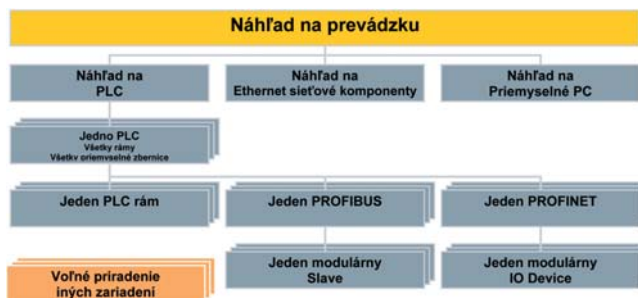 Náhľad na prevádzku
Náhľad na
PLC
Náhľad na
Ethernet sieťové komponenty
Náhľad na
Priemyselné PC
Jedno PLC
Všetky rámy
Všetky priemyselné zbernice
Jeden PLC rám
Jeden PROFIBUS
Jeden PROFINET
Voľné priradenie
iných zariadení
Jeden modulárny
Slave
Jeden modulárny
IO Device